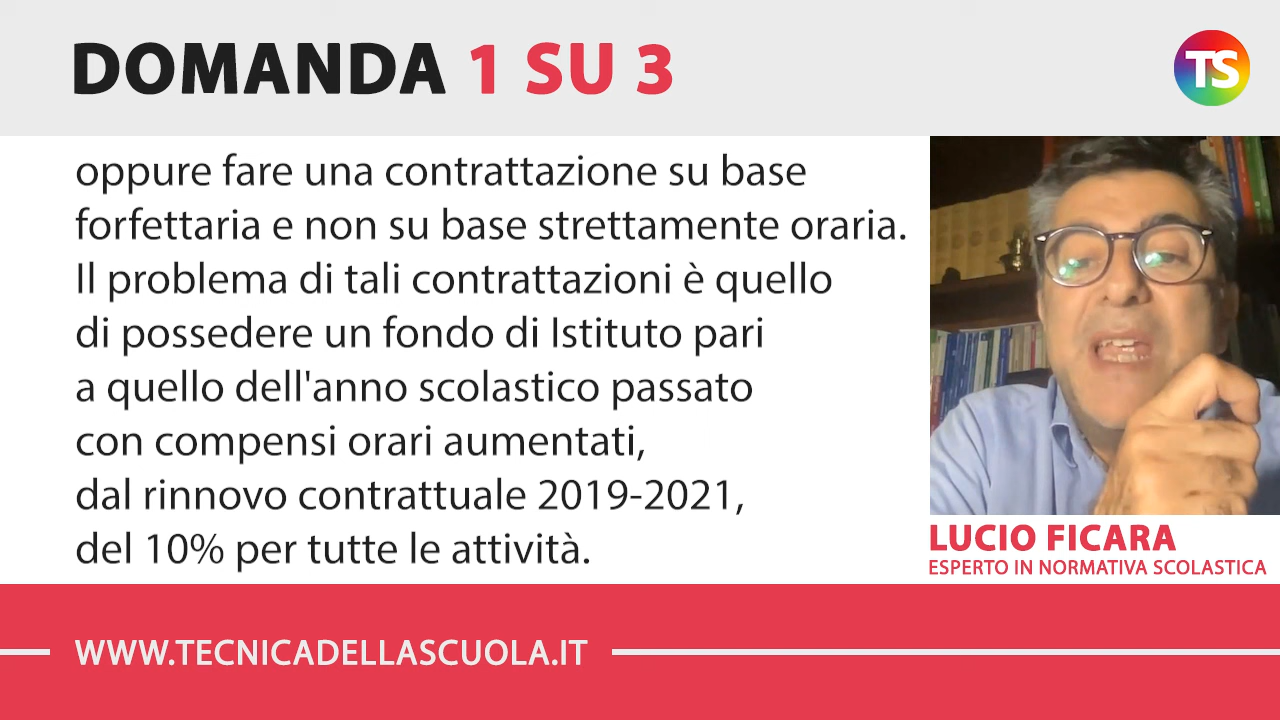 DOMANDA 1 SU 3
TS
oppure fare una contrattazione su base
forfettaria e non su base strettamente oraria.
Il problema di tali contrattazioni è quello
di possedere un fondo di Istituto pari
a quello dell'anno scolastico passato
con compensi orari aumentati,
dal rinnovo contrattuale 2019-2021,
del 10% per tutte le attività.
LUCIO FICARA
ESPERTO IN NORMATIVA SCOLASTICA
WWW.TECNICADELLASCUOLA.IT